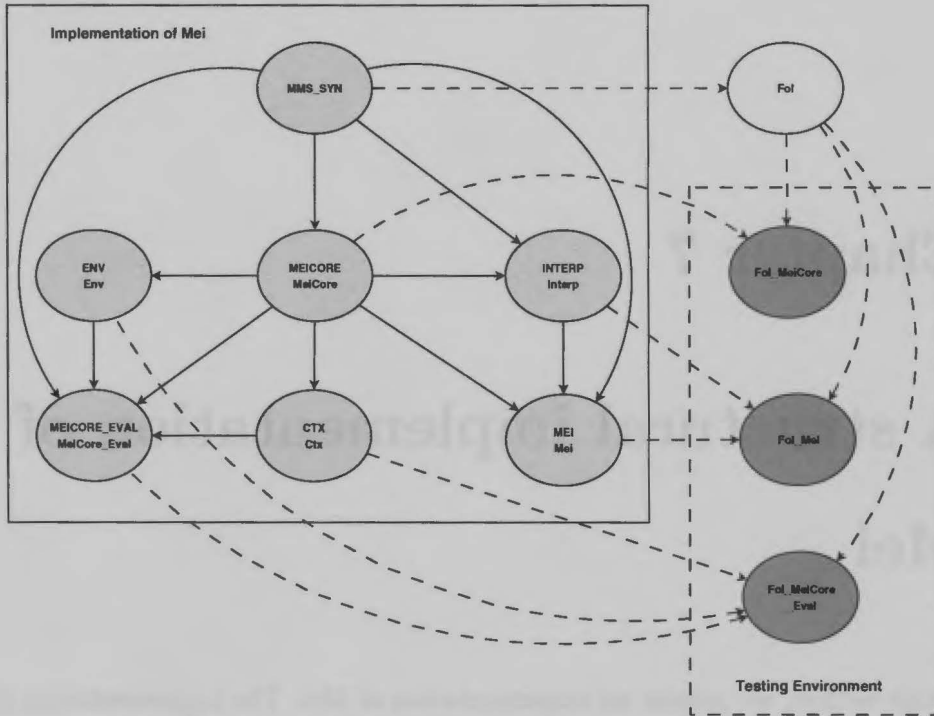 Implementation of Mei
MMS_SYN
Fol
ENV
Env
MEICORE
MeiCore
INTERP
Interp
Fol_MeiCore
MEICORE_EVAL
MeiCore_Eval
CTX
Ctx
MEI
Mei
Fol_Mei
Fol_MeiCore
_Eval
Testing Environment